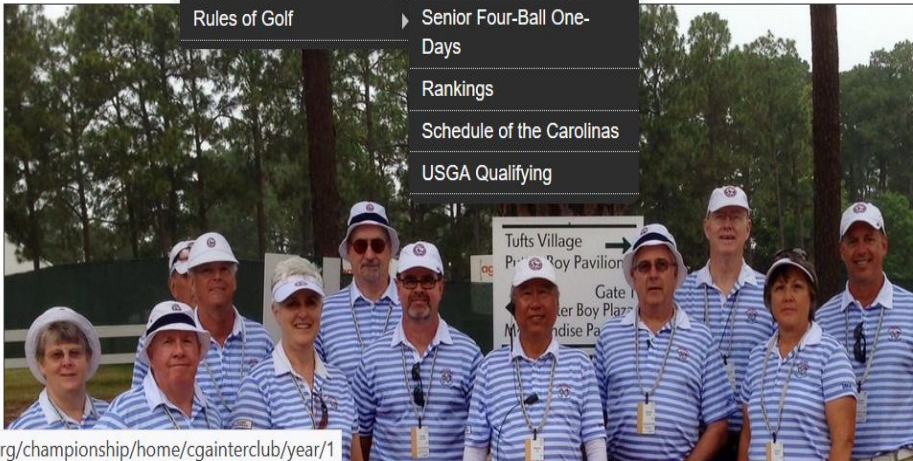 Rules of Golf
Senior Four-Ball One-
Days
Rankings
Schedule of the Carolinas
USGA Qualifying
Tufts Village
Boy Pavilion
Gate
Boy Plaza
rg/championship/home/cgainterclub/year/1